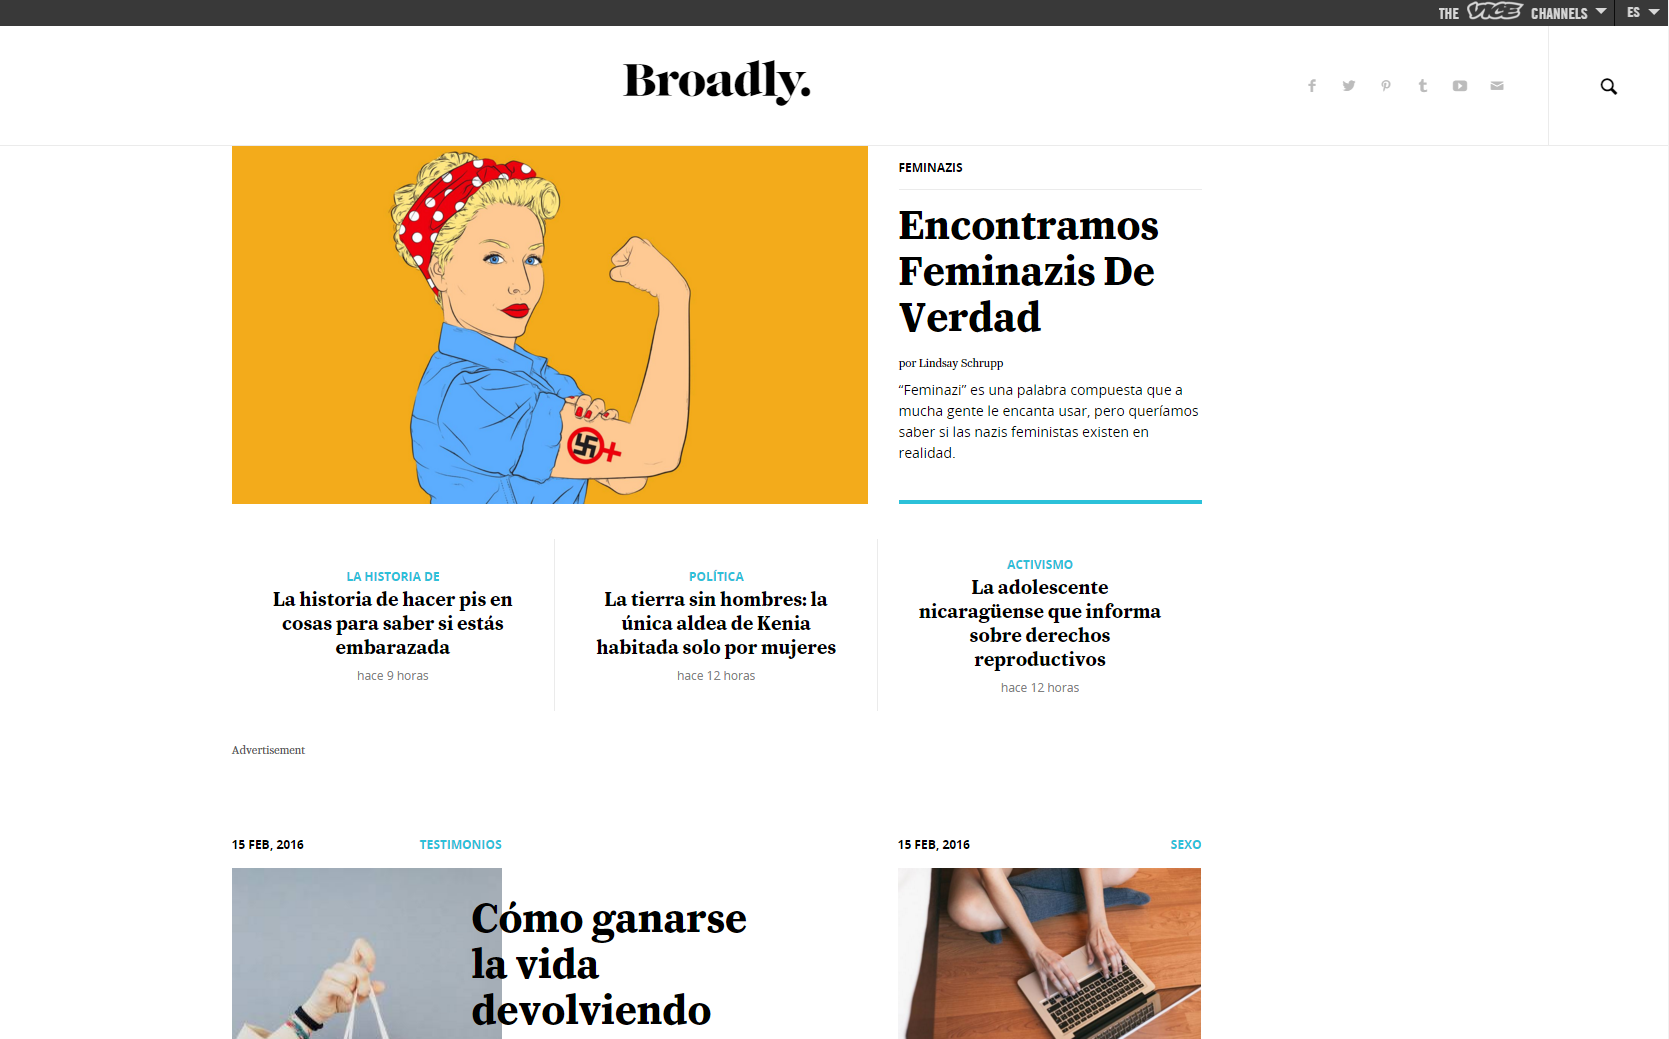 THE VICE CHANNELS
ES
Broadly.
FEMINAZIS
Encontramos
Feminazis De
Verdad
por Lindsay Schrupp
“Feminazi” es una palabra compuesta que a
mucha gente le encanta usar, pero queríamos
saber si las nazis feministas existen en
realidad.
LA HISTORIA DE
La historia de hacer pis en
cosas para saber si estás
embarazada
hace 9 horas
POLÍTICA
La tierra sin hombres: la
única aldea de Kenia
habitada solo por mujeres
hace 12 horas
ACTIVISMO
La adolescente
nicaragüense que informa
sobre derechos
reproductivos
hace 12 horas
Advertisement
15 FEB, 2016
TESTIMONIOS
Cómo ganarse
la vida
devolviendo
15 FEB, 2016
SEXO